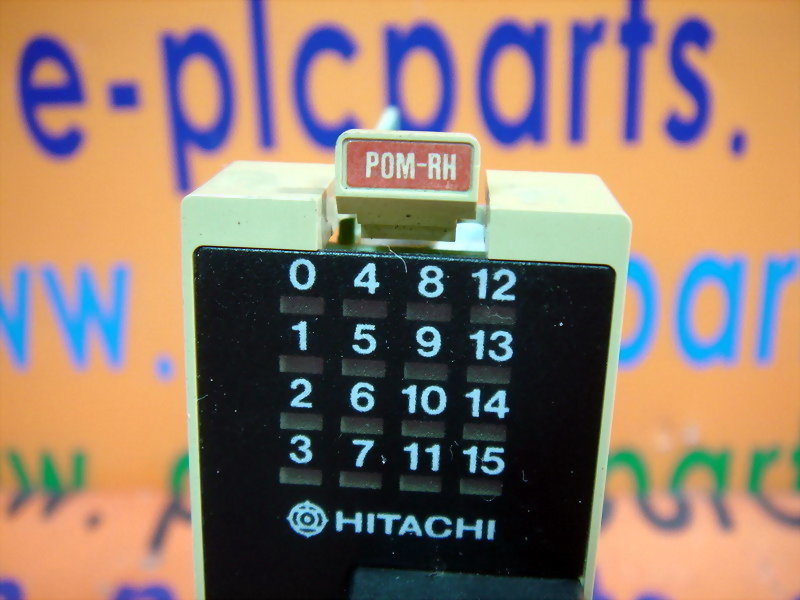 e-plcparts.
POM-RH
0 4 8 12
1 5 9 13
2 6 10 14
3 7 11 15
HITACHI